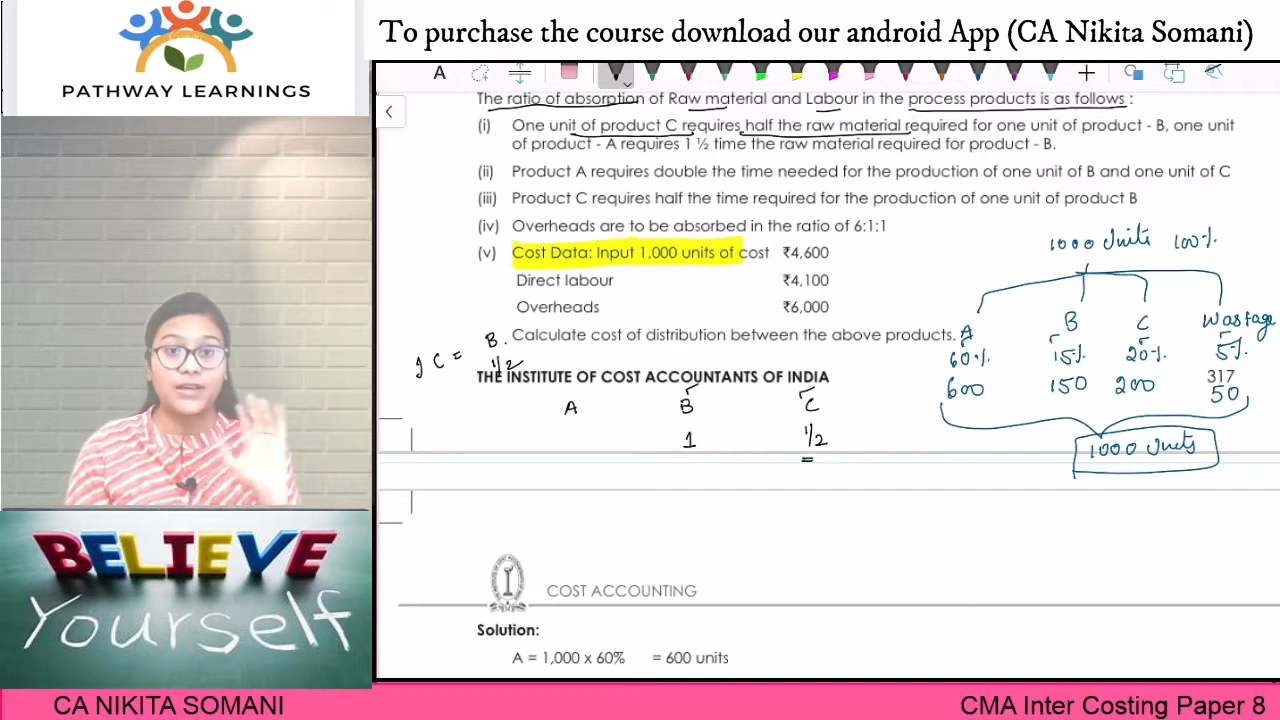 PATHWAY LEARNINGS
To purchase the course download our android App (CA Nikita Somani)
A
The ratio of absorption of Raw material and Labour in the process products is as follows :
(i) One unit of product C requires half the raw material required for one unit of product - B, one unit
of product - A requires 1 ½ time the raw material required for product - B.
(ii) Product A requires double the time needed for the production of one unit of B and one unit of C
(iii) Product C requires half the time required for the production of one unit of product B
(iv) Overheads are to be absorbed in the ratio of 6:1:1
(v) Cost Data: Input 1,000 units of cost ₹4,600
Direct labour ₹4,100
Overheads ₹6,000
Calculate cost of distribution between the above products.
1000 Units 100%
A B C Wastage
60% 15% 20% 5%
317
600 150 200 50
1000 Units
C = B.
1/2
THE INSTITUTE OF COST ACCOUNTANTS OF INDIA
A B C
1 1/2
COST ACCOUNTING
Solution:
A = 1,000 x 60% = 600 units
BELIEVE
Yourself
CA NIKITA SOMANI
CMA Inter Costing Paper 8